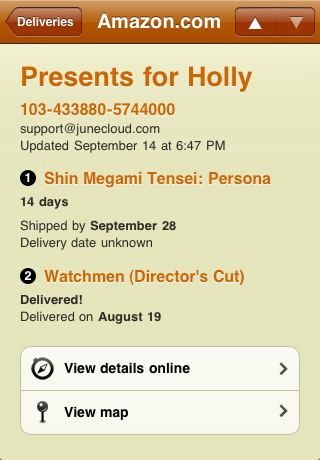 Deliveries
Amazon.com
Presents for Holly
103-433880-5744000
support@junecloud.com
Updated September 14 at 6:47 PM
1 Shin Megami Tensei: Persona
14 days
Shipped by September 28
Delivery date unknown
2 Watchmen (Director's Cut)
Delivered!
Delivered on August 19
View details online
View map